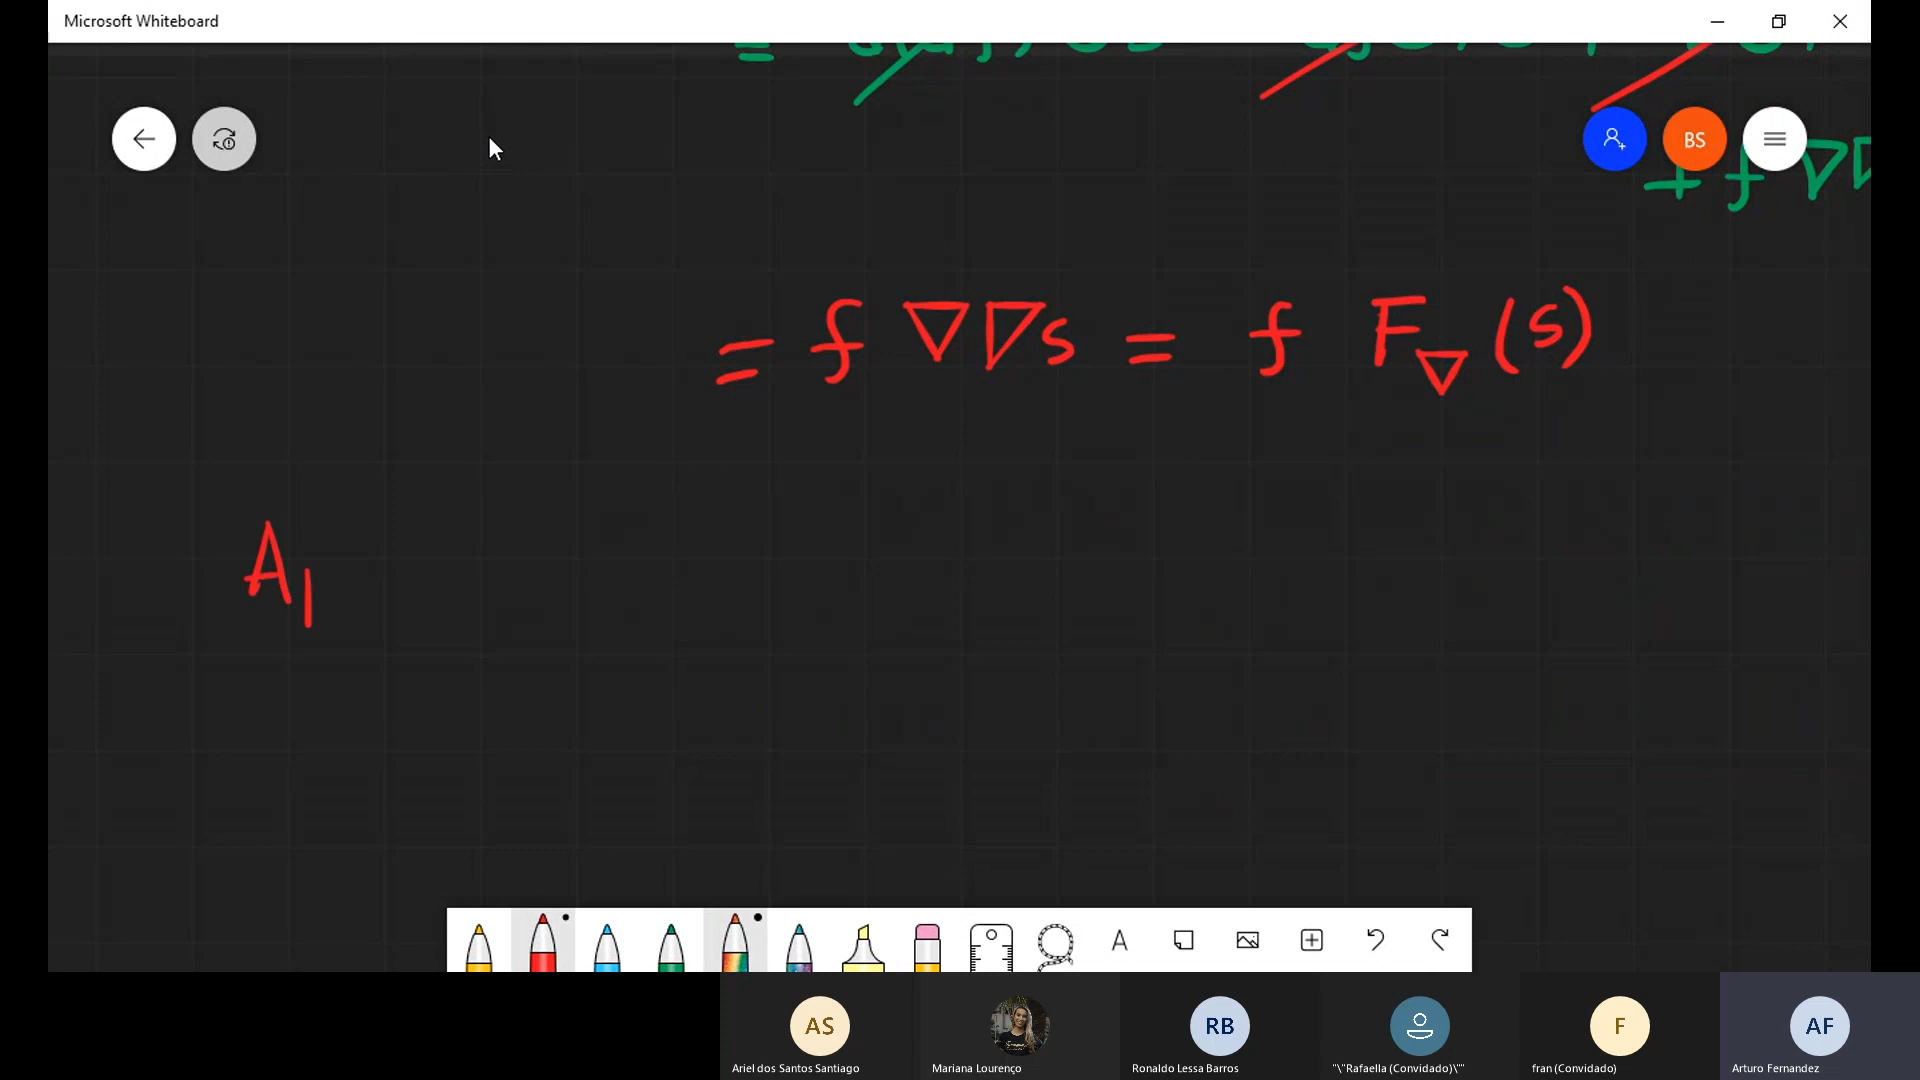 Microsoft Whiteboard
BS
+ f ∇∇
= f ∇∇s = f F∇(s)
A₁
A
AS
RB
F
AF
Ariel dos Santos Santiago
Mariana Lourenço
Ronaldo Lessa Barros
"\"Rafaella (Convidado)\""
fran (Convidado)
Arturo Fernandez